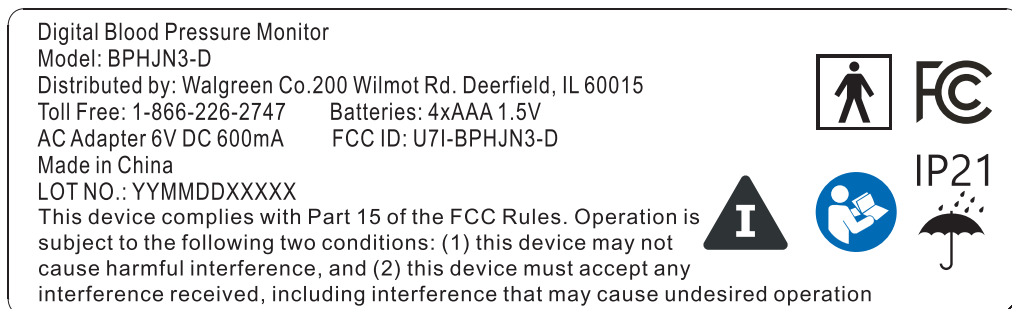 Digital Blood Pressure Monitor
Model: BPHJN3-D
Distributed by: Walgreen Co.200 Wilmot Rd. Deerfield, IL 60015
Toll Free: 1-866-226-2747 Batteries: 4xAAA 1.5V
AC Adapter 6V DC 600mA FCC ID: U7I-BPHJN3-D
Made in China
LOT NO.: YYMMDDXXXXX
This device complies with Part 15 of the FCC Rules. Operation is
subject to the following two conditions: (1) this device may not
cause harmful interference, and (2) this device must accept any
interference received, including interference that may cause undesired operation
I
FC
IP21